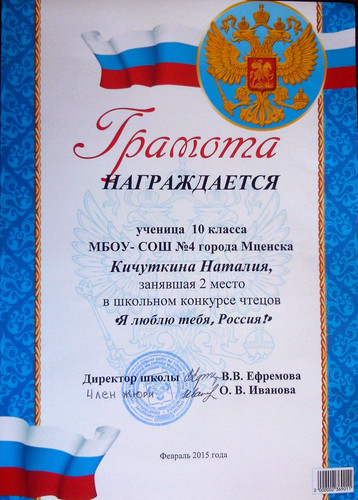 Грамота
НАГРАЖДАЕТСЯ
ученица 10 класса
МБОУ- СОШ №4 города Мценска
Кичуткина Наталия,
занявшая 2 место
в школьном конкурсе чтецов
«Я люблю тебя, Россия!»
Директор школы В.В. Ефремова
Член жюри О. В. Иванова
Февраль 2015 года